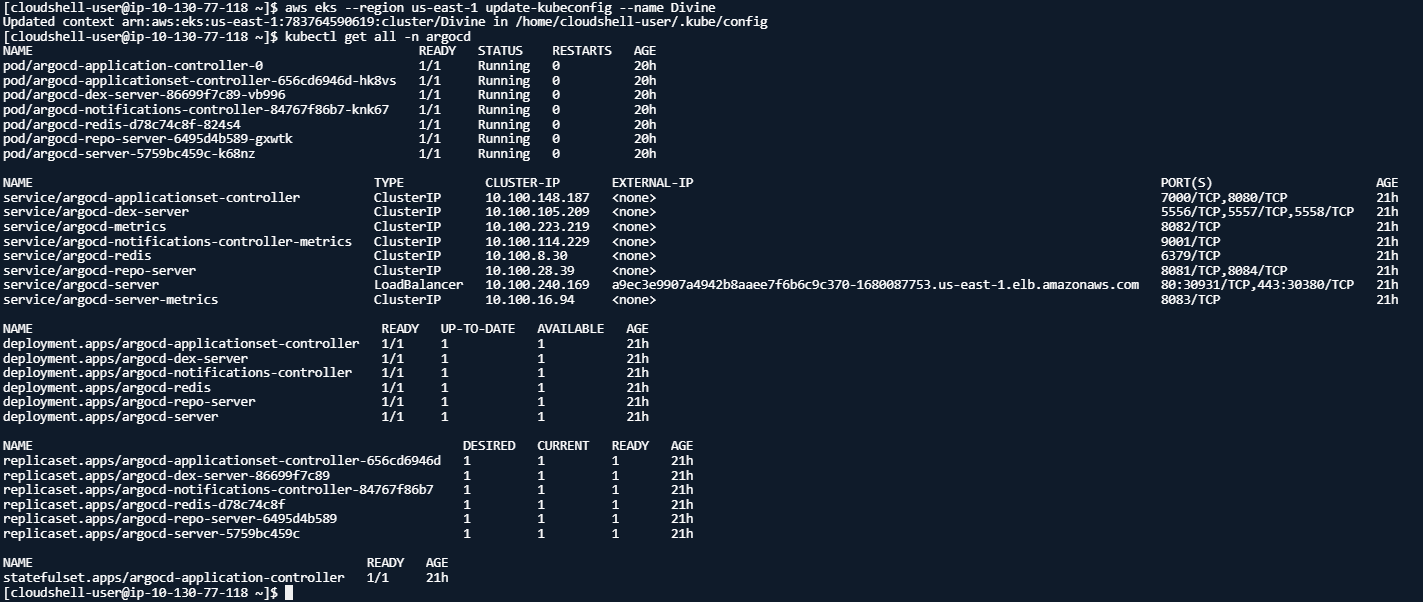 [cloudshell-user@ip-10-130-77-118 ~]$ aws eks --region us-east-1 update-kubeconfig --name Divine
Updated context arn:aws:eks:us-east-1:783764590619:cluster/Divine in /home/cloudshell-user/.kube/config
[cloudshell-user@ip-10-130-77-118 ~]$ kubectl get all -n argocd
NAME READY STATUS RESTARTS AGE
pod/argocd-application-controller-0 1/1 Running 0 20h
pod/argocd-applicationset-controller-656cd6946d-hk8vs 1/1 Running 0 20h
pod/argocd-dex-server-86699f7c89-vb996 1/1 Running 0 20h
pod/argocd-notifications-controller-84767f86b7-knk67 1/1 Running 0 20h
pod/argocd-redis-d78c74c8f-824s4 1/1 Running 0 20h
pod/argocd-repo-server-6495d4b589-gxwtk 1/1 Running 0 20h
pod/argocd-server-5759bc459c-k68nz 1/1 Running 0 20h
NAME TYPE CLUSTER-IP EXTERNAL-IP PORT(S) AGE
service/argocd-applicationset-controller ClusterIP 10.100.148.187 <none> 7000/TCP,8080/TCP 21h
service/argocd-dex-server ClusterIP 10.100.105.209 <none> 5556/TCP,5557/TCP,5558/TCP 21h
service/argocd-metrics ClusterIP 10.100.223.219 <none> 8082/TCP 21h
service/argocd-notifications-controller-metrics ClusterIP 10.100.114.229 <none> 9001/TCP 21h
service/argocd-redis ClusterIP 10.100.8.30 <none> 6379/TCP 21h
service/argocd-repo-server ClusterIP 10.100.28.39 <none> 8081/TCP,8084/TCP 21h
service/argocd-server LoadBalancer 10.100.240.169 a9ec3e9907a4942b8aaee7f6b6c9c370-1680087753.us-east-1.elb.amazonaws.com 80:30931/TCP,443:30380/TCP 21h
service/argocd-server-metrics ClusterIP 10.100.16.94 <none> 8083/TCP 21h
NAME READY UP-TO-DATE AVAILABLE AGE
deployment.apps/argocd-applicationset-controller 1/1 1 1 21h
deployment.apps/argocd-dex-server 1/1 1 1 21h
deployment.apps/argocd-notifications-controller 1/1 1 1 21h
deployment.apps/argocd-redis 1/1 1 1 21h
deployment.apps/argocd-repo-server 1/1 1 1 21h
deployment.apps/argocd-server 1/1 1 1 21h
NAME DESIRED CURRENT READY AGE
replicaset.apps/argocd-applicationset-controller-656cd6946d 1 1 1 21h
replicaset.apps/argocd-dex-server-86699f7c89 1 1 1 21h
replicaset.apps/argocd-notifications-controller-84767f86b7 1 1 1 21h
replicaset.apps/argocd-redis-d78c74c8f 1 1 1 21h
replicaset.apps/argocd-repo-server-6495d4b589 1 1 1 21h
replicaset.apps/argocd-server-5759bc459c 1 1 1 21h
NAME READY AGE
statefulset.apps/argocd-application-controller 1/1 21h
[cloudshell-user@ip-10-130-77-118 ~]$